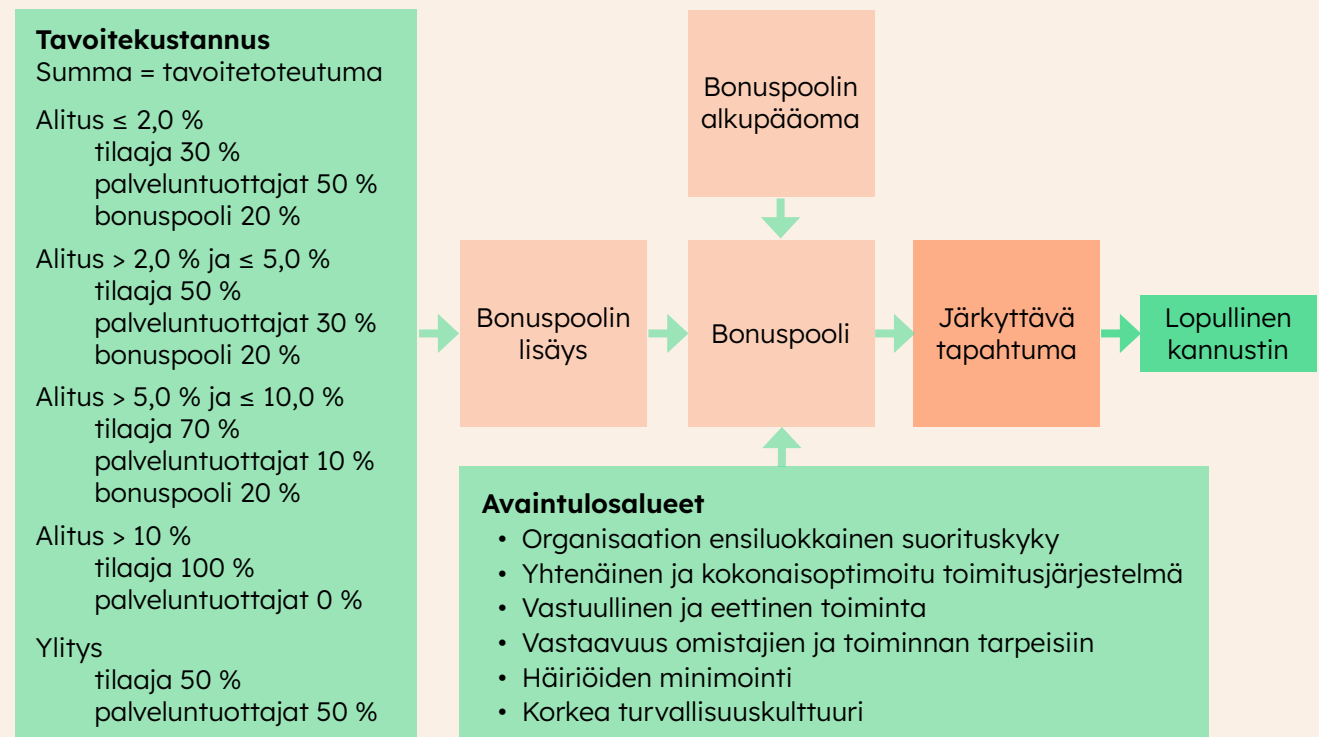 Tavoitekustannus
Summa = tavoitetoteutuma
Alitus ≤ 2,0 %
tilaaja 30 %
palveluntuottajat 50 %
bonuspooli 20 %
Alitus > 2,0 % ja ≤ 5,0 %
tilaaja 50 %
palveluntuottajat 30 %
bonuspooli 20 %
Alitus > 5,0 % ja ≤ 10,0 %
tilaaja 70 %
palveluntuottajat 10 %
bonuspooli 20 %
Alitus > 10 %
tilaaja 100 %
palveluntuottajat 0 %
Ylitys
tilaaja 50 %
palveluntuottajat 50 %
Bonuspoolin
lisäys
Bonuspoolin
alkupääoma
Bonuspooli
Järkyttävä
tapahtuma
Lopullinen
kannustin
Avaintulosalueet
• Organisaation ensiluokkainen suorituskyky
• Yhtenäinen ja kokonaisoptimoitu toimitusjärjestelmä
• Vastuullinen ja eettinen toiminta
• Vastaavuus omistajien ja toiminnan tarpeisiin
• Häiriöiden minimointi
• Korkea turvallisuuskulttuuri